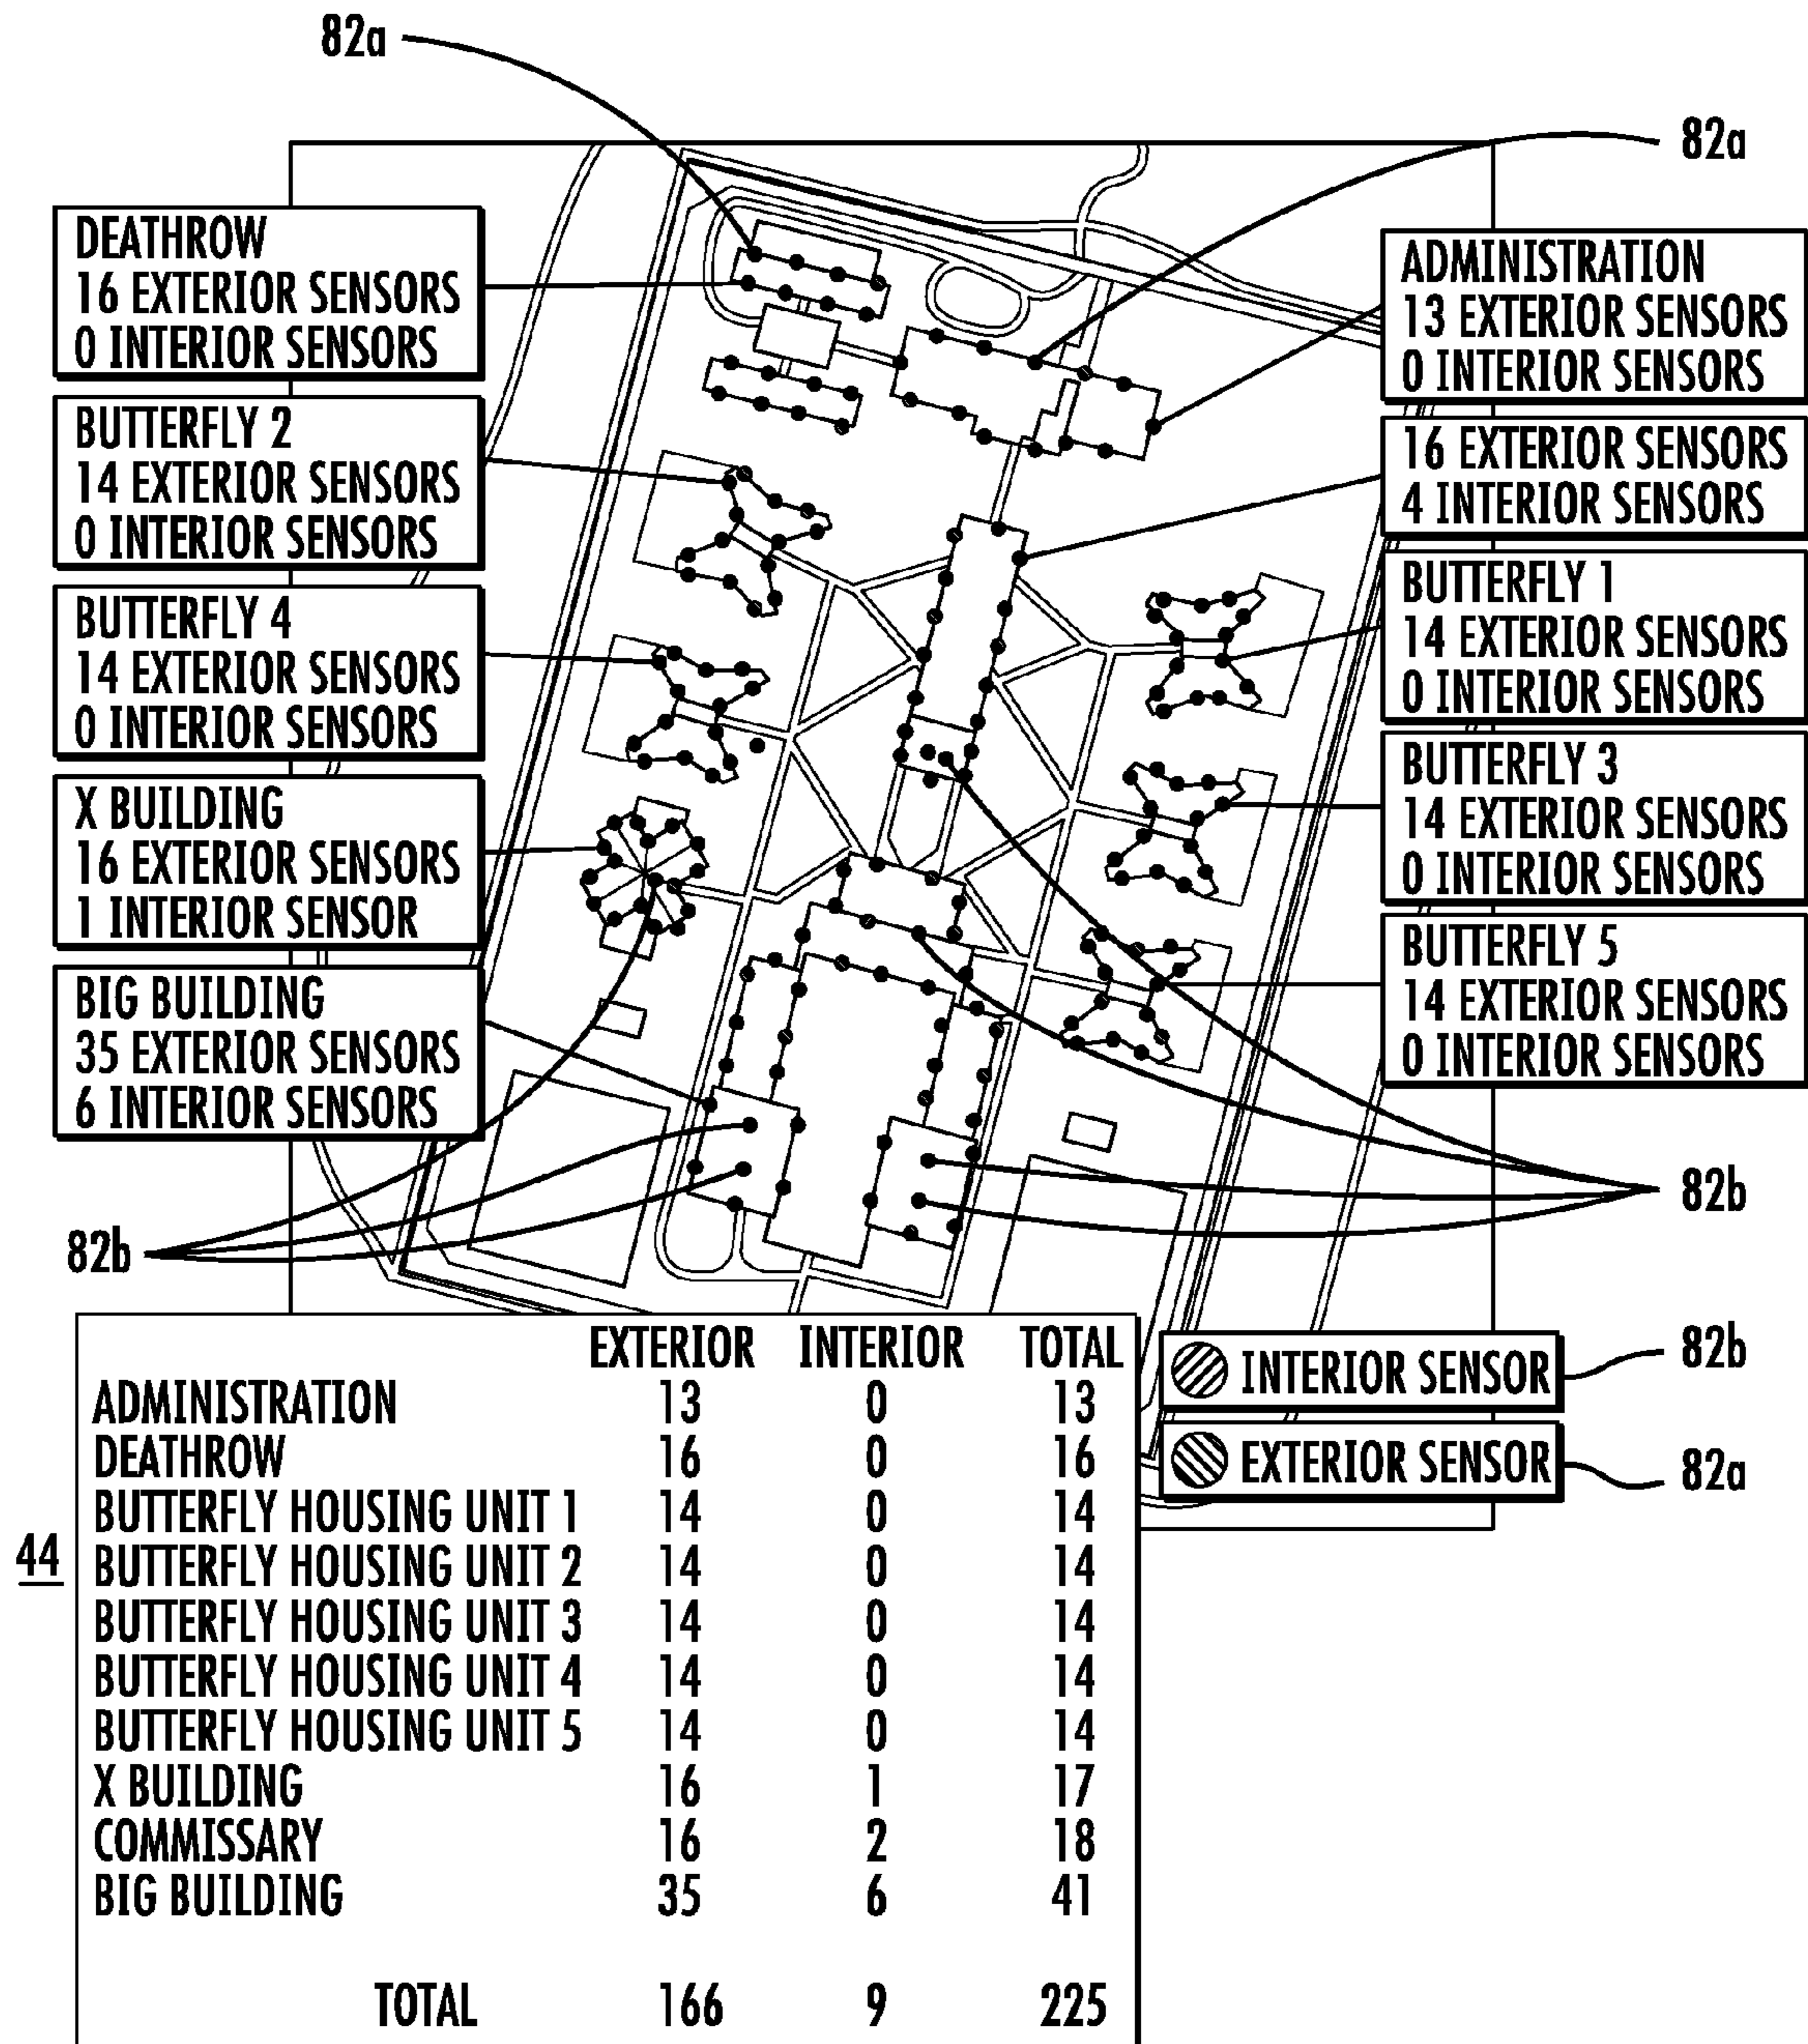 82a
82a
DEATHROW
16 EXTERIOR SENSORS
0 INTERIOR SENSORS
BUTTERFLY 2
14 EXTERIOR SENSORS
0 INTERIOR SENSORS
BUTTERFLY 4
14 EXTERIOR SENSORS
0 INTERIOR SENSORS
X BUILDING
16 EXTERIOR SENSORS
1 INTERIOR SENSOR
BIG BUILDING
35 EXTERIOR SENSORS
6 INTERIOR SENSORS
ADMINISTRATION
13 EXTERIOR SENSORS
0 INTERIOR SENSORS
16 EXTERIOR SENSORS
4 INTERIOR SENSORS
BUTTERFLY 1
14 EXTERIOR SENSORS
0 INTERIOR SENSORS
BUTTERFLY 3
14 EXTERIOR SENSORS
0 INTERIOR SENSORS
BUTTERFLY 5
14 EXTERIOR SENSORS
0 INTERIOR SENSORS
82b
82b
EXTERIOR INTERIOR TOTAL
ADMINISTRATION 13 0 13
DEATHROW 16 0 16
BUTTERFLY HOUSING UNIT 1 14 0 14
BUTTERFLY HOUSING UNIT 2 14 0 14
BUTTERFLY HOUSING UNIT 3 14 0 14
BUTTERFLY HOUSING UNIT 4 14 0 14
BUTTERFLY HOUSING UNIT 5 14 0 14
X BUILDING 16 1 17
COMMISSARY 16 2 18
BIG BUILDING 35 6 41
TOTAL 166 9 225
44
INTERIOR SENSOR
82b
EXTERIOR SENSOR
82a